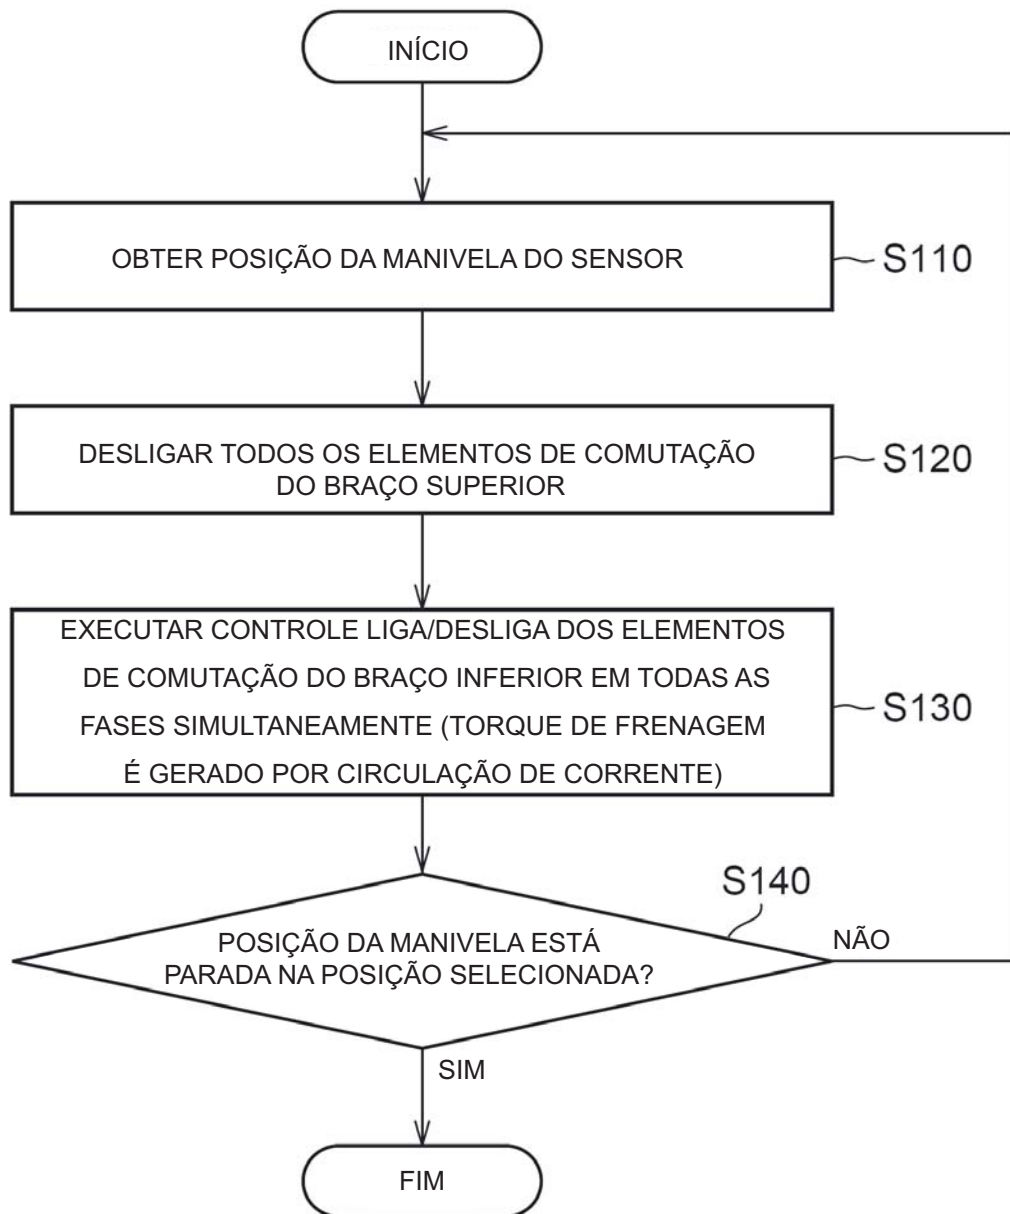 INÍCIO
OBTER POSIÇÃO DA MANIVELA DO SENSOR
S110
DESLIGAR TODOS OS ELEMENTOS DE COMUTAÇÃO
DO BRAÇO SUPERIOR
S120
EXECUTAR CONTROLE LIGA/DESLIGA DOS ELEMENTOS
DE COMUTAÇÃO DO BRAÇO INFERIOR EM TODAS AS
FASES SIMULTANEAMENTE (TORQUE DE FRENAGEM
É GERADO POR CIRCULAÇÃO DE CORRENTE)
S130
S140
POSIÇÃO DA MANIVELA ESTÁ
PARADA NA POSIÇÃO SELECIONADA?
NÃO
SIM
FIM